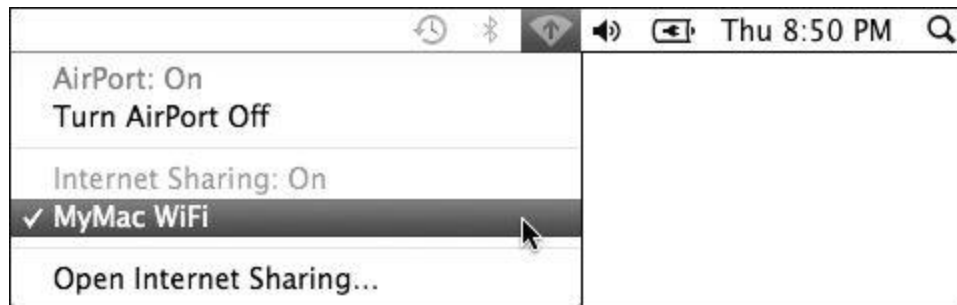 Thu 8:50 PM
AirPort: On
Turn AirPort Off
Internet Sharing: On
✓ MyMac WiFi
Open Internet Sharing...